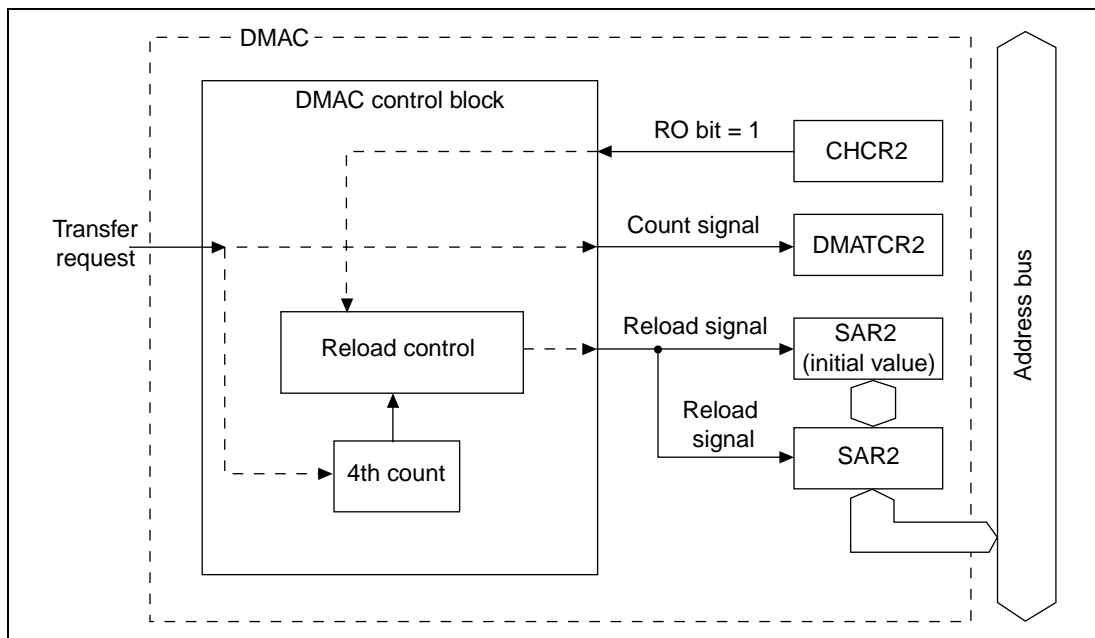 DMAC
DMAC control block
RO bit = 1
CHCR2
Transfer
request
Count signal
DMATCR2
Reload control
Reload signal
SAR2
(initial value)
Reload
signal
SAR2
4th count
Address bus